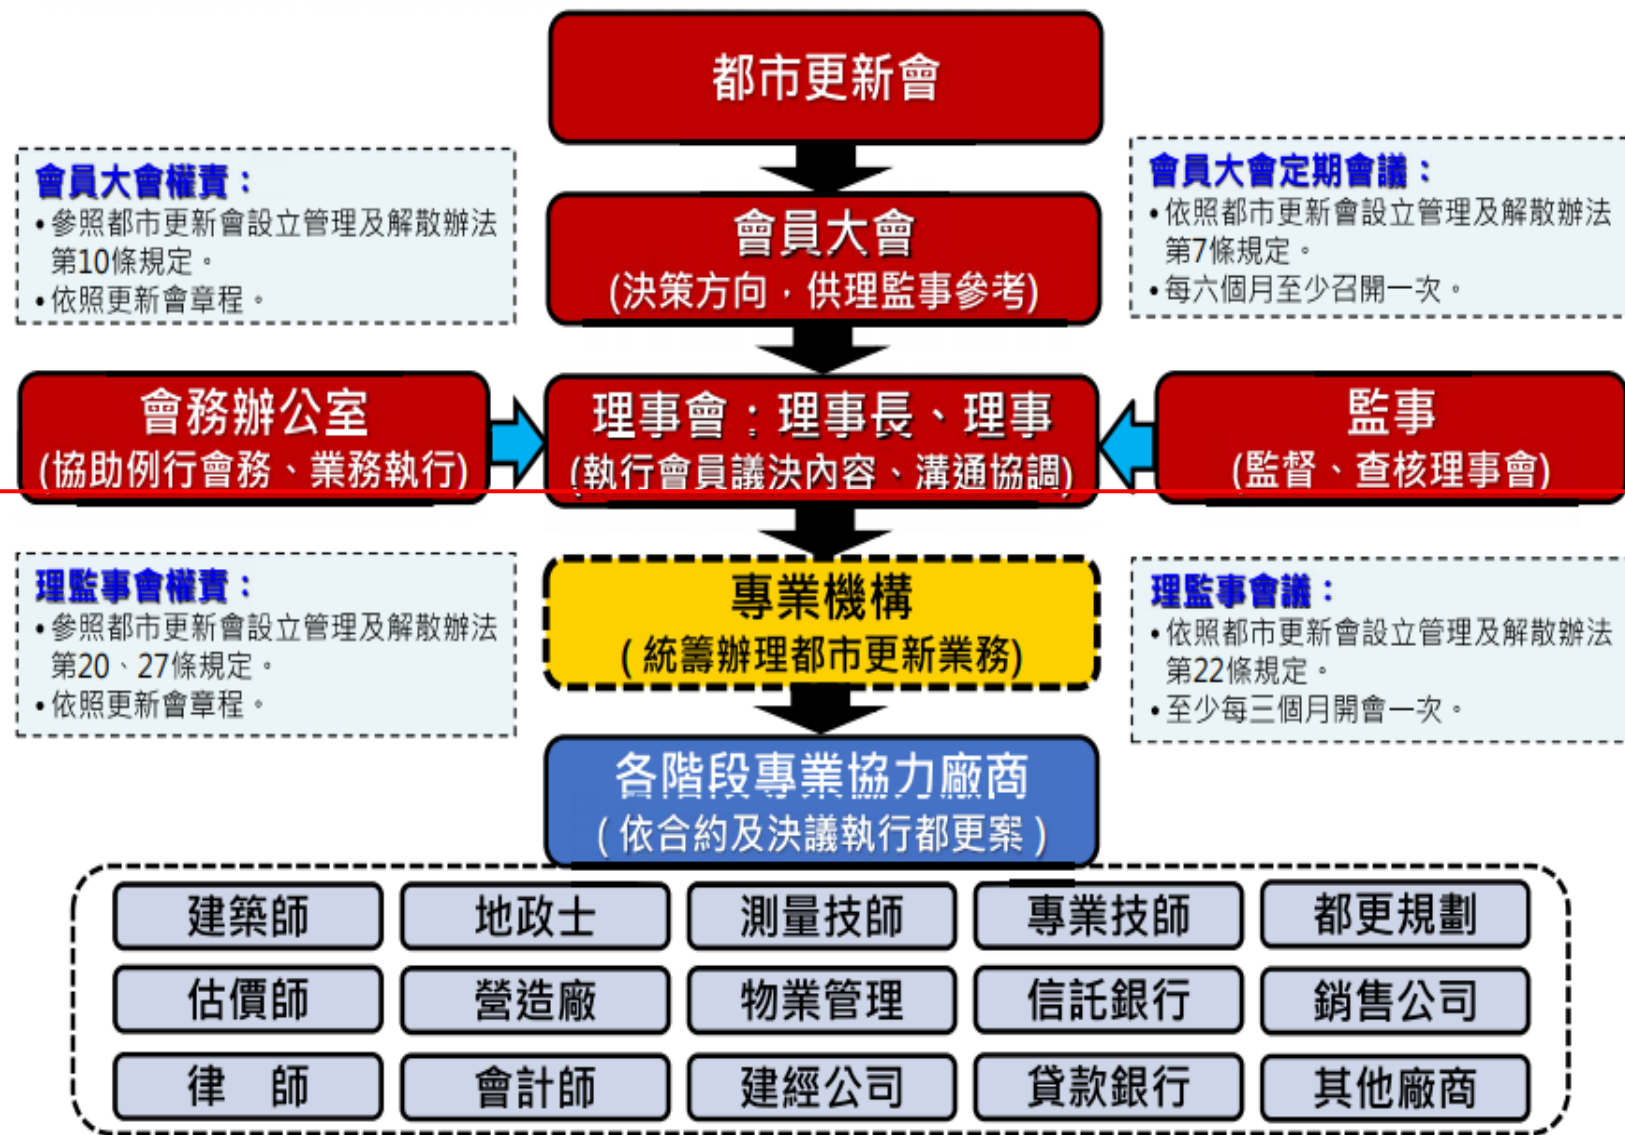 都市更新會
會員大會權責：
•參照都市更新會設立管理及解散辦法
第10條規定。
•依照更新會章程。
會員大會
(決策方向，供理監事參考)
會員大會定期會議：
•依照都市更新會設立管理及解散辦法
第7條規定。
•每六個月至少召開一次。
會務辦公室
(協助例行會務、業務執行)
理事會：理事長、理事
(執行會員議決內容、溝通協調)
監事
(監督、查核理事會)
理監事會權責：
•參照都市更新會設立管理及解散辦法
第20、27條規定。
•依照更新會章程。
專業機構
(統籌辦理都市更新業務)
理監事會議：
•依照都市更新會設立管理及解散辦法
第22條規定。
•至少每三個月開會一次。
各階段專業協力廠商
(依合約及決議執行都更案)
建築師 地政士 測量技師 專業技師 都更規劃
估價師 營造廠 物業管理 信託銀行 銷售公司
律　師 會計師 建經公司 貸款銀行 其他廠商